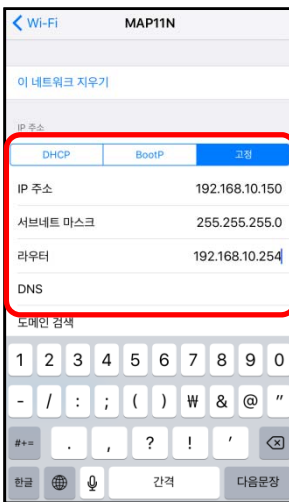 Wi-Fi MAP11N
이 네트워크 지우기
IP 주소
DHCP BootP 고정
IP 주소 192.168.10.150
서브네트 마스크 255.255.255.0
라우터 192.168.10.254
DNS
도메인 검색
1 2 3 4 5 6 7 8 9 0
- / : ; ( ) ₩ & @ "
#+= . , ? ! '
한글 간격 다음문장